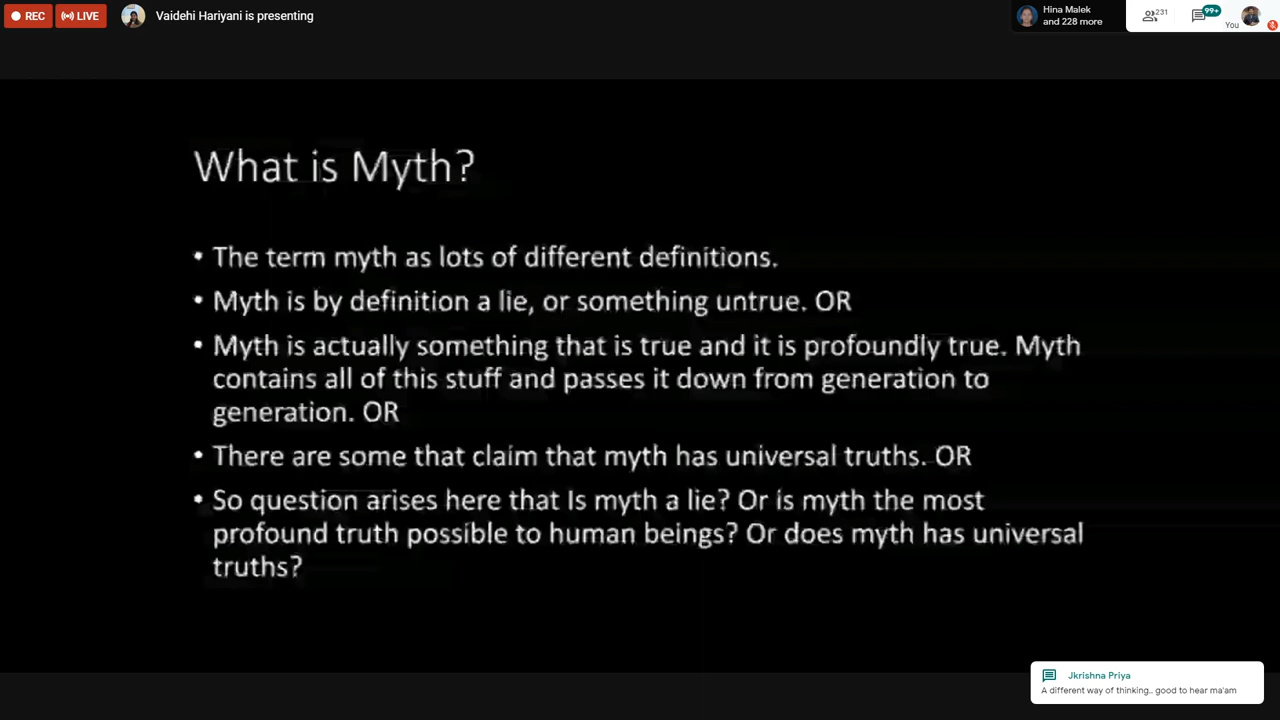 REC
LIVE
Vaidehi Hariyani is presenting
Hina Malek
and 228 more
231
99+
You
What is Myth?
• The term myth as lots of different definitions.
• Myth is by definition a lie, or something untrue. OR
• Myth is actually something that is true and it is profoundly true. Myth
contains all of this stuff and passes it down from generation to
generation. OR
• There are some that claim that myth has universal truths. OR
• So question arises here that Is myth a lie? Or is myth the most
profound truth possible to human beings? Or does myth has universal
truths?
Jkrishna Priya
A different way of thinking.. good to hear ma'am